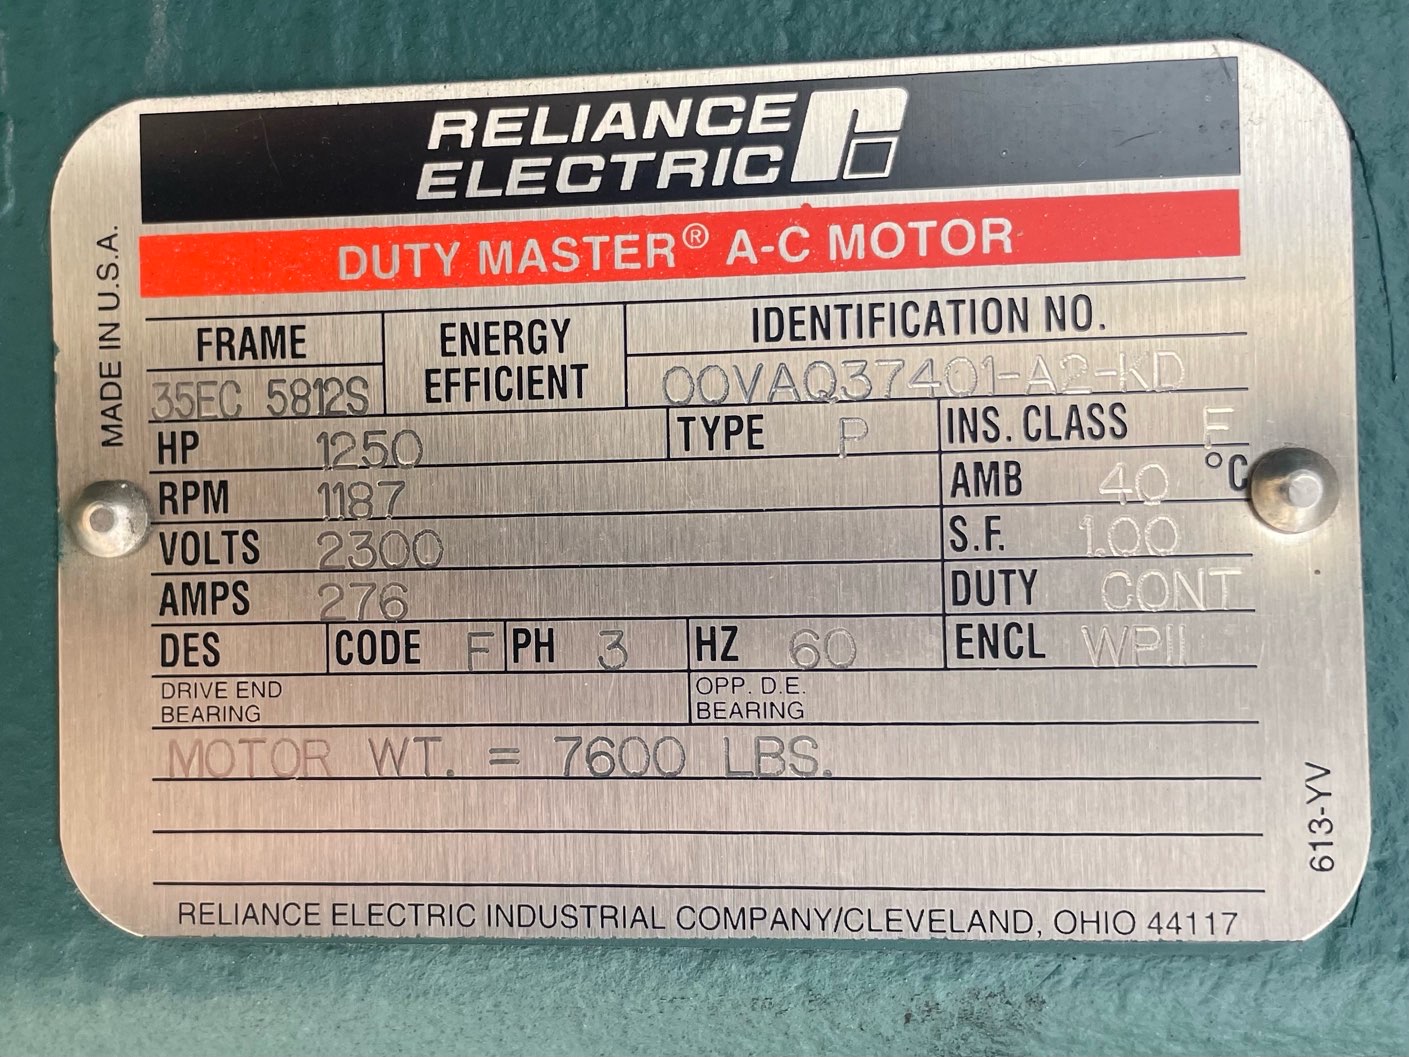 RELIANCE
ELECTRIC
DUTY MASTER® A-C MOTOR
MADE IN U.S.A.
FRAME
35EC 5812S
ENERGY
EFFICIENT
IDENTIFICATION NO.
00VAQ37401-A2-KD
HP 1250
TYPE P
INS. CLASS F
RPM 1187
AMB 40 °C
VOLTS 2300
S.F. 1.00
AMPS 276
DUTY CONT
DES
CODE F
PH 3
HZ 60
ENCL WPII
DRIVE END
BEARING
OPP. D.E.
BEARING
MOTOR WT. = 7600 LBS.
613-YV
RELIANCE ELECTRIC INDUSTRIAL COMPANY/CLEVELAND, OHIO 44117